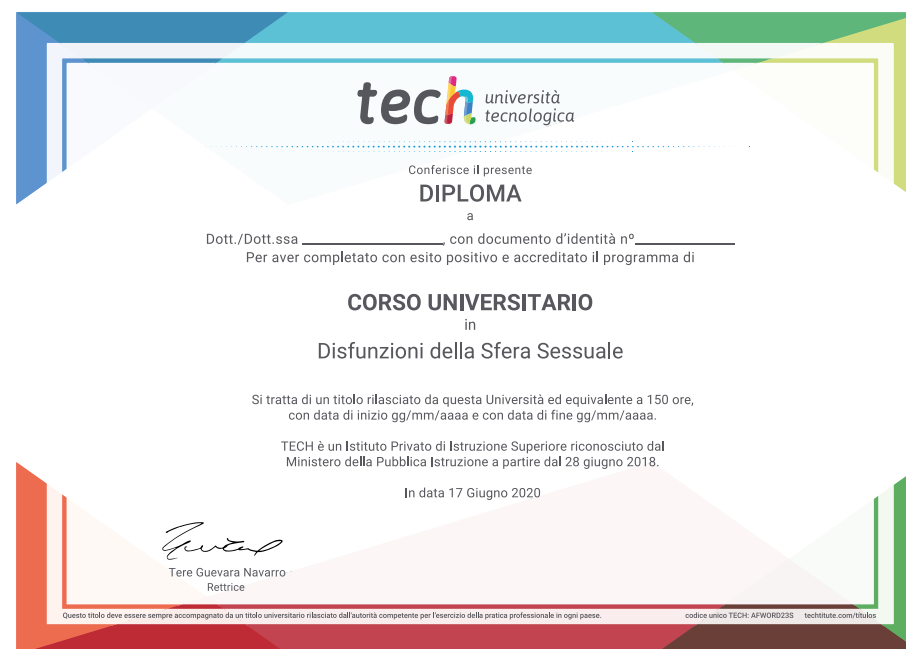 tech università
tecnologica
Conferisce il presente
DIPLOMA
a
Dott./Dott.ssa ____________________, con documento d'identità nº______________
Per aver completato con esito positivo e accreditato il programma di
CORSO UNIVERSITARIO
in
Disfunzioni della Sfera Sessuale
Si tratta di un titolo rilasciato da questa Università ed equivalente a 150 ore,
con data di inizio gg/mm/aaaa e con data di fine gg/mm/aaaa.
TECH è un Istituto Privato di Istruzione Superiore riconosciuto dal
Ministero della Pubblica Istruzione a partire dal 28 giugno 2018.
In data 17 Giugno 2020
Tere Guevara Navarro
Rettrice
Questo titolo deve essere sempre accompagnato da un titolo universitario rilasciato dall'autorità competente per l'esercizio della pratica professionale in ogni paese. codice unico TECH: AFWORD23S techtitute.com/titulos